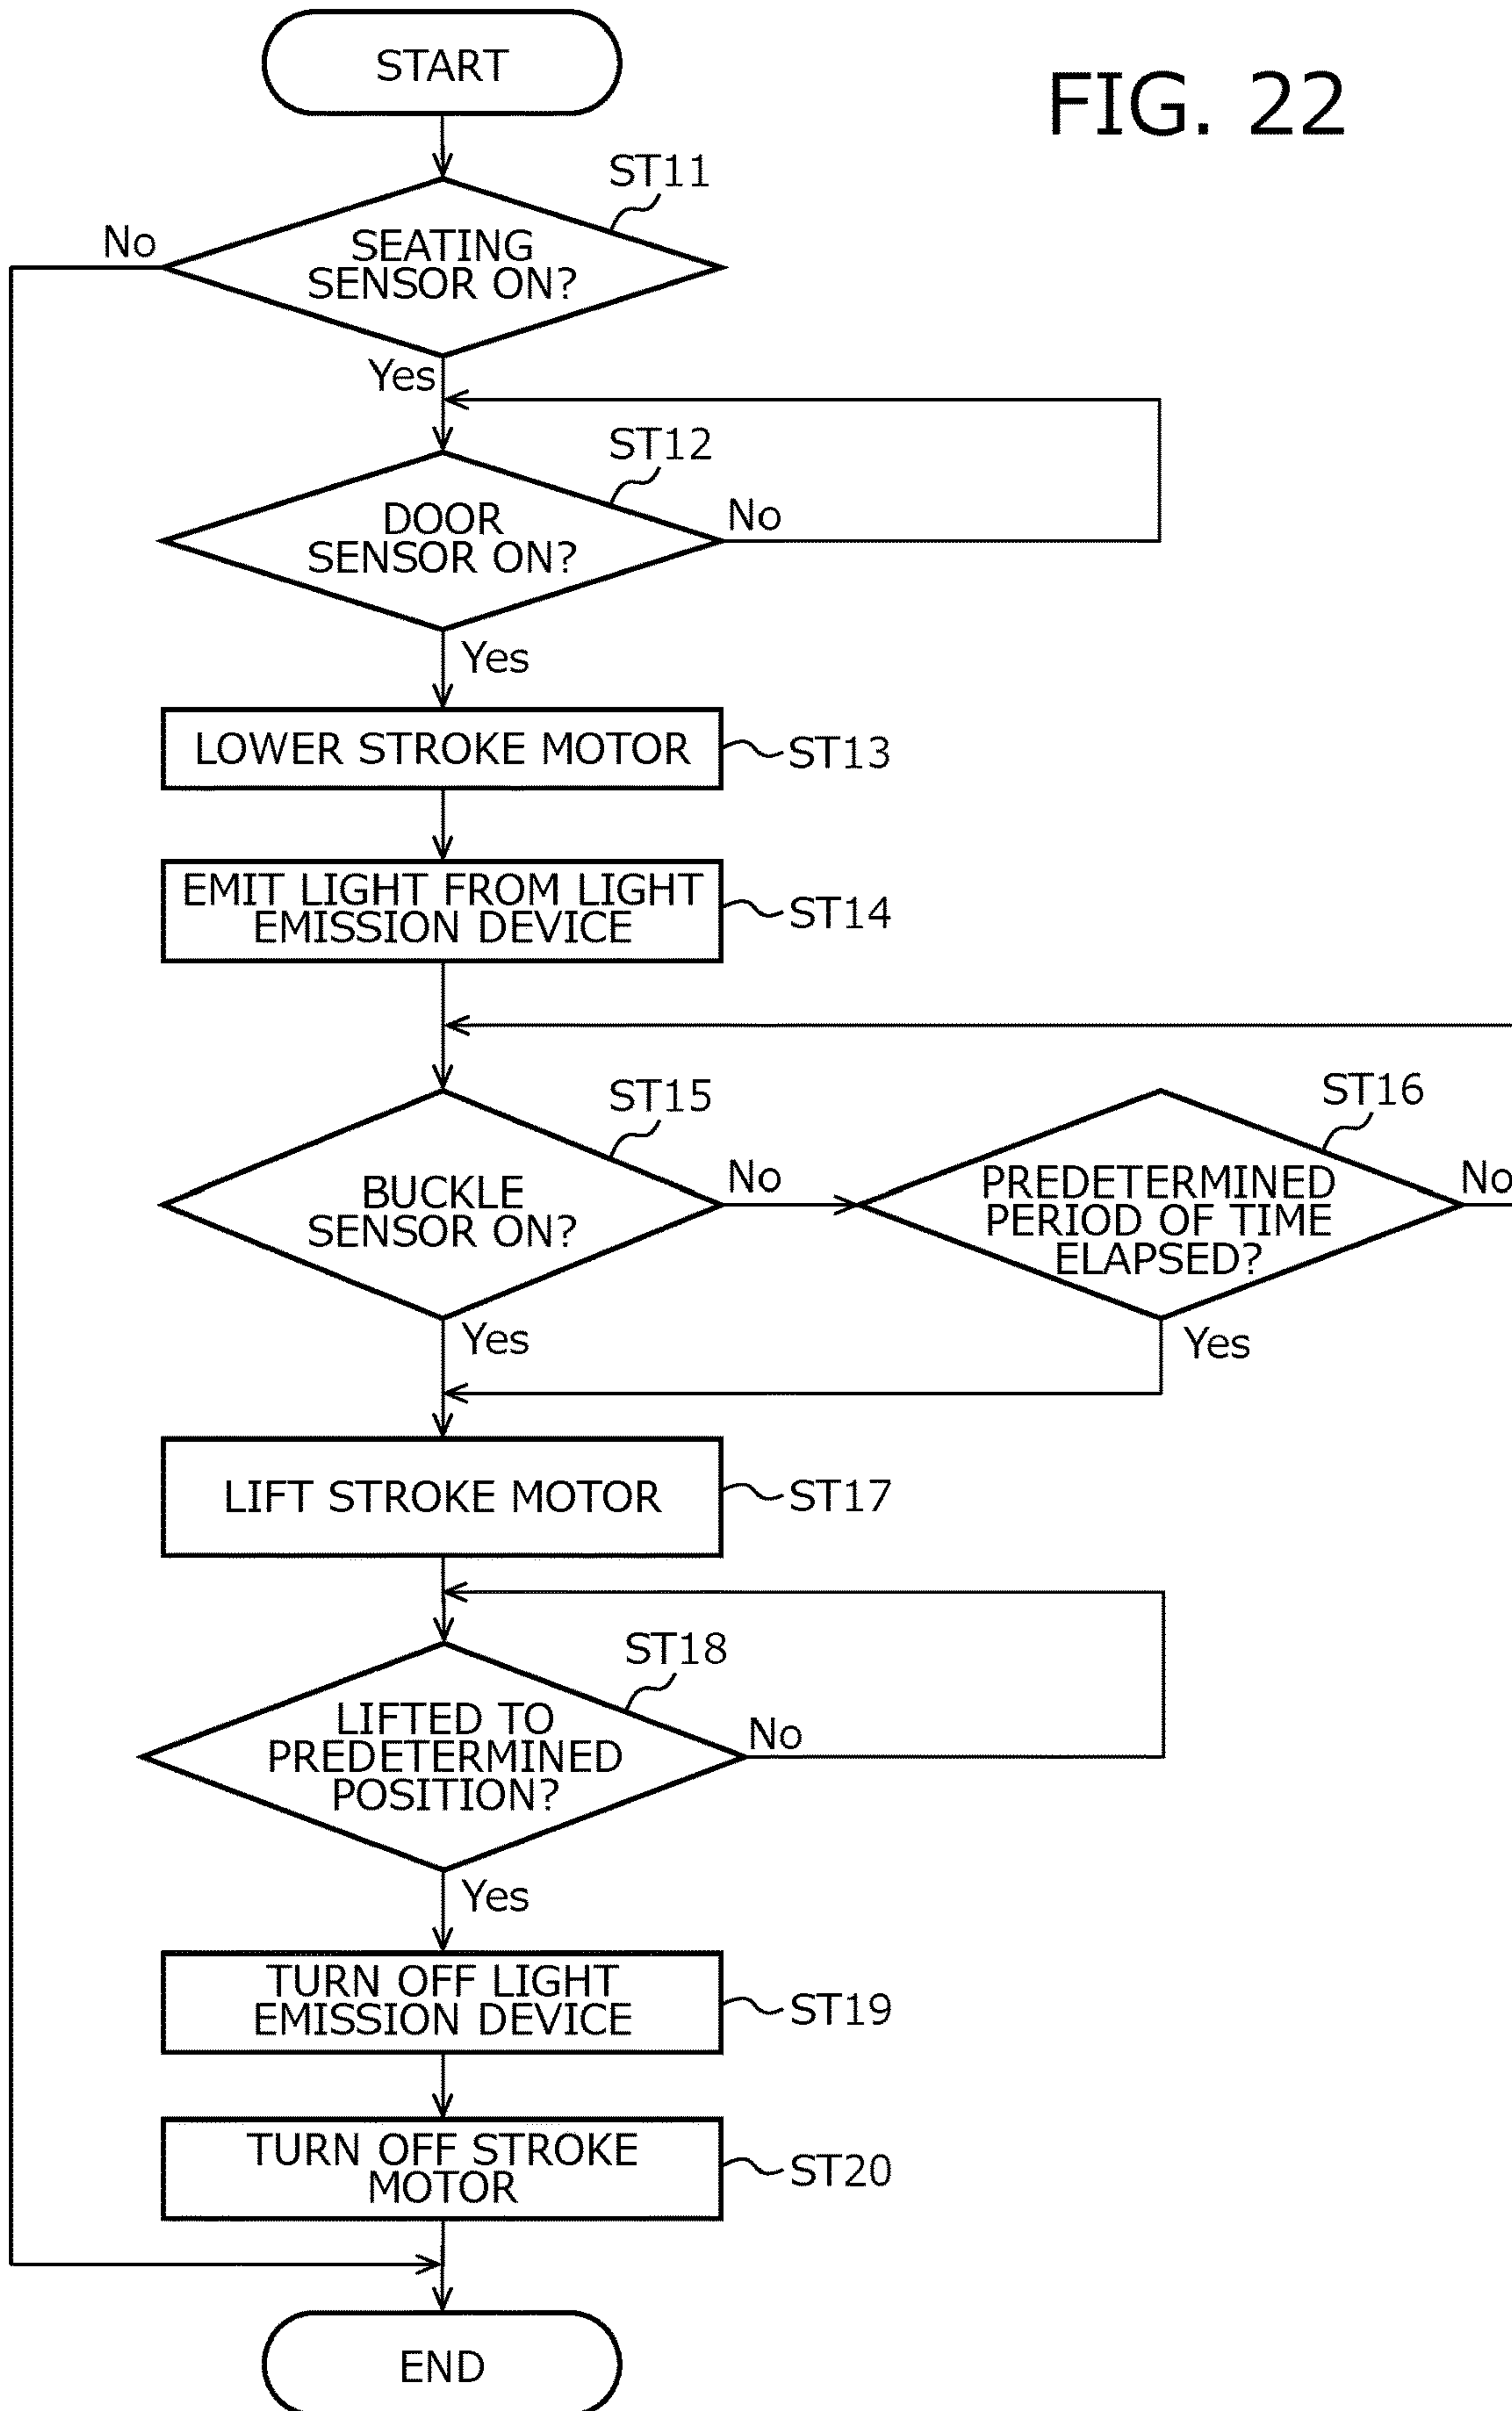 START
FIG. 22
ST11
No
SEATING
SENSOR ON?
Yes
ST12
DOOR
SENSOR ON?
No
Yes
LOWER STROKE MOTOR
ST13
EMIT LIGHT FROM LIGHT
EMISSION DEVICE
ST14
ST15
BUCKLE
SENSOR ON?
No
ST16
PREDETERMINED
PERIOD OF TIME
ELAPSED?
No
Yes
Yes
LIFT STROKE MOTOR
ST17
ST18
LIFTED TO
PREDETERMINED
POSITION?
No
Yes
TURN OFF LIGHT
EMISSION DEVICE
ST19
TURN OFF STROKE
MOTOR
ST20
END